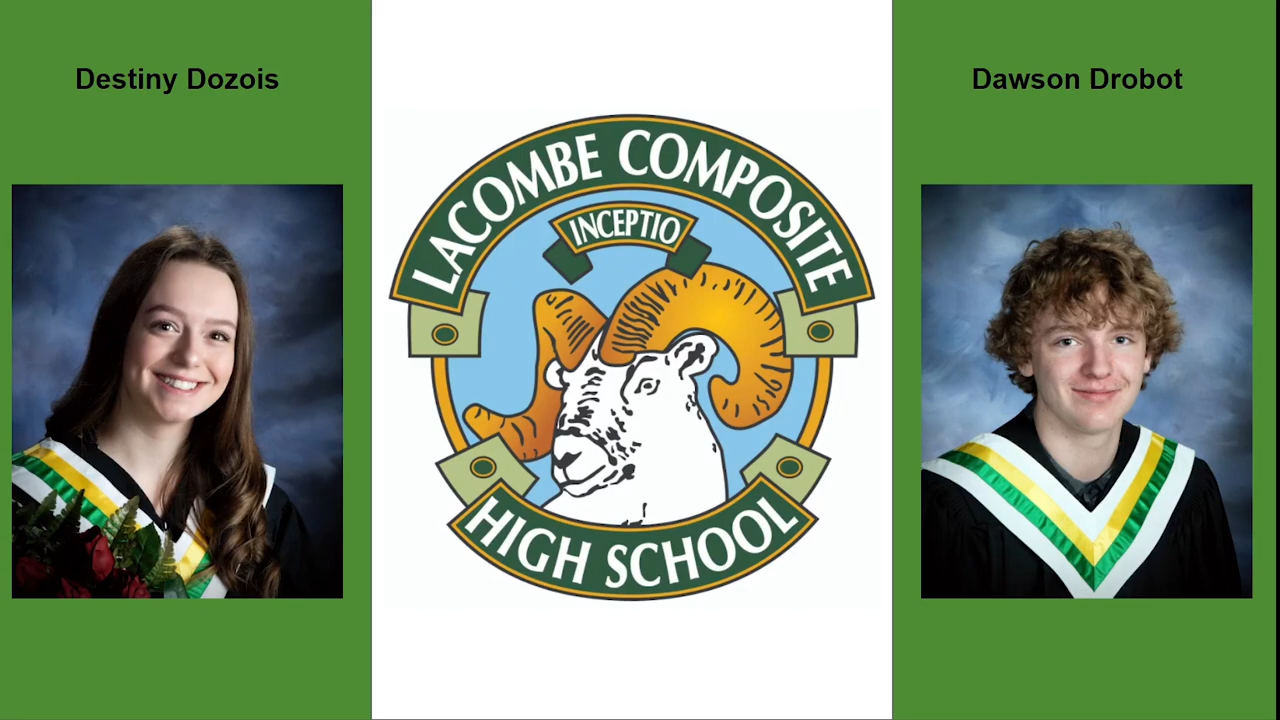 Destiny Dozois
Dawson Drobot
LACOMBE COMPOSITE
INCEPTIO
HIGH SCHOOL